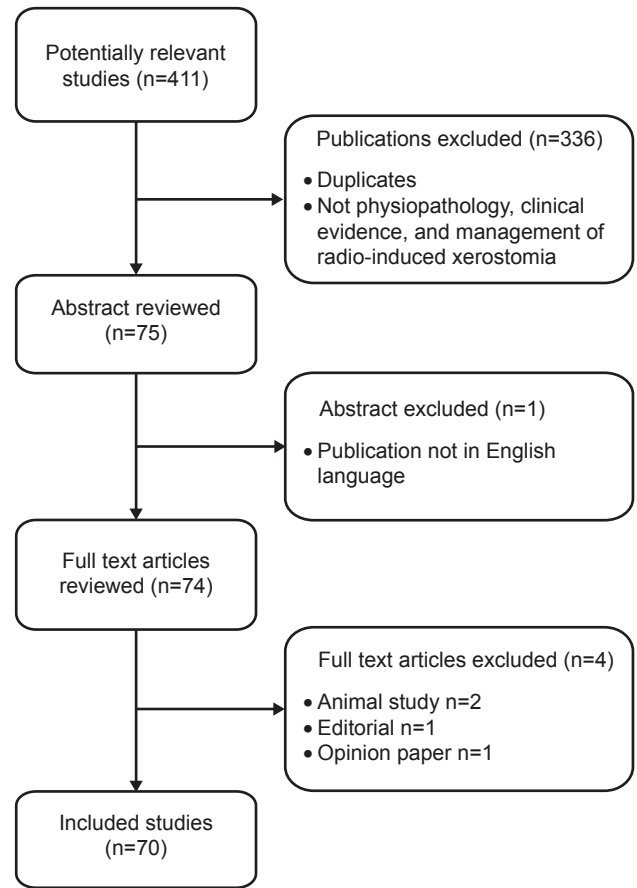 Potentially relevant
studies (n=411)
Publications excluded (n=336)
• Duplicates
• Not physiopathology, clinical
evidence, and management of
radio-induced xerostomia
Abstract reviewed
(n=75)
Abstract excluded (n=1)
• Publication not in English
language
Full text articles
reviewed (n=74)
Full text articles excluded (n=4)
• Animal study n=2
• Editorial n=1
• Opinion paper n=1
Included studies
(n=70)